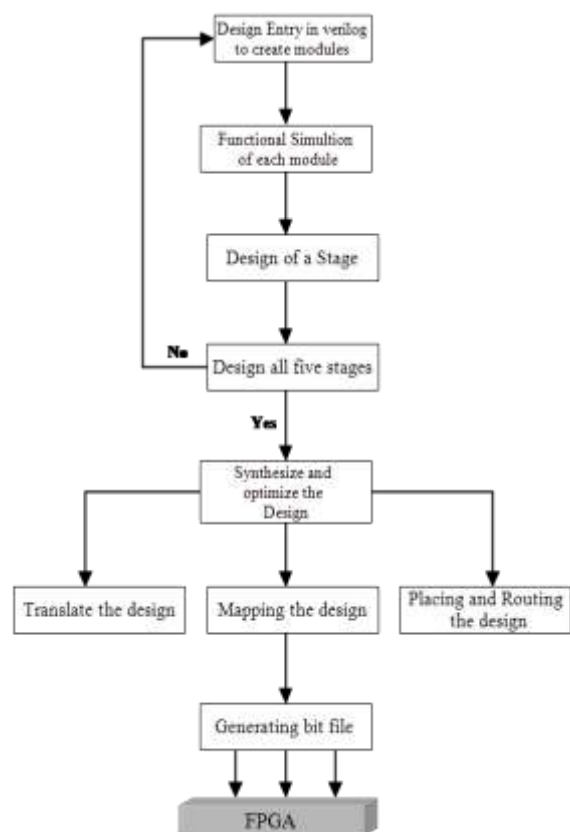 Design Entry in verilog
to create modules
Functional Simultion
of each module
Design of a Stage
No
Design all five stages
Yes
Synthesize and
optimize the
Design
Translate the design
Mapping the design
Placing and Routing
the design
Generating bit file
FPGA